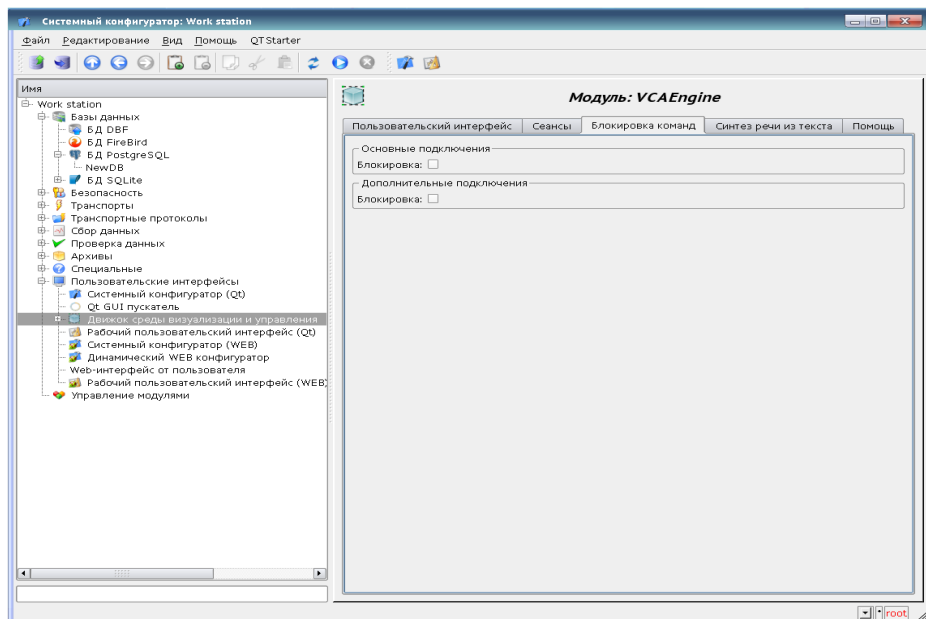 Системный конфигуратор: Work station
Файл Редактирование Вид Помощь QTStarter
Имя
Work station
Базы данных
БД DBF
БД FireBird
БД PostgreSQL
NewDB
БД SQLite
Безопасность
Транспорты
Транспортные протоколы
Сбор данных
Проверка данных
Архивы
Специальные
Пользовательские интерфейсы
Системный конфигуратор (Qt)
Qt GUI пускатель
Движок среды визуализации и управления
Рабочий пользовательский интерфейс (Qt)
Системный конфигуратор (WEB)
Динамический WEB конфигуратор
Web-интерфейс от пользователя
Рабочий пользовательский интерфейс (WEB)
Управление модулями
Модуль: VCAEngine
Пользовательский интерфейс Сеансы Блокировка команд Синтез речи из текста Помощь
Основные подключения
Блокировка:
Дополнительные подключения
Блокировка:
* root